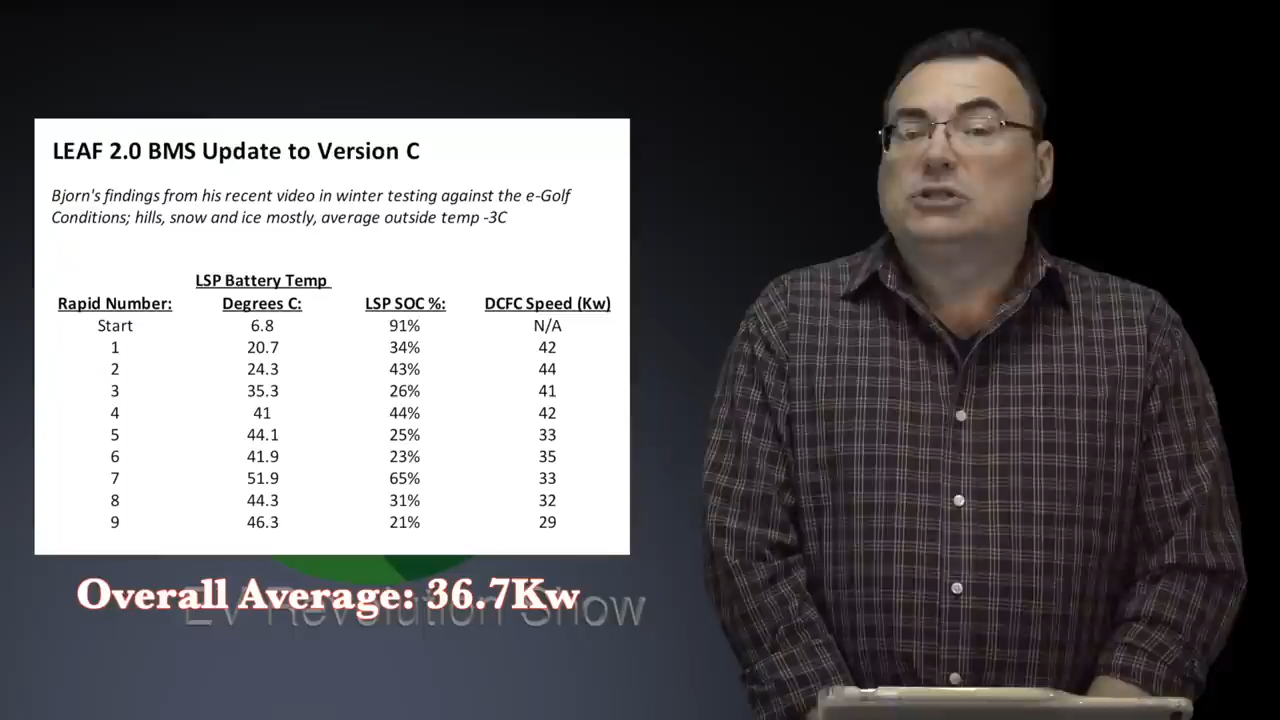 LEAF 2.0 BMS Update to Version C
Bjorn's findings from his recent video in winter testing against the e-Golf
Conditions; hills, snow and ice mostly, average outside temp -3C
LSP Battery Temp
Rapid Number: Degrees C: LSP SOC %: DCFC Speed (Kw)
Start 6.8 91% N/A
1 20.7 34% 42
2 24.3 43% 44
3 35.3 26% 41
4 41 44% 42
5 44.1 25% 33
6 41.9 23% 35
7 51.9 65% 33
8 44.3 31% 32
9 46.3 21% 29
Overall Average: 36.7Kw
EV Revolution Show